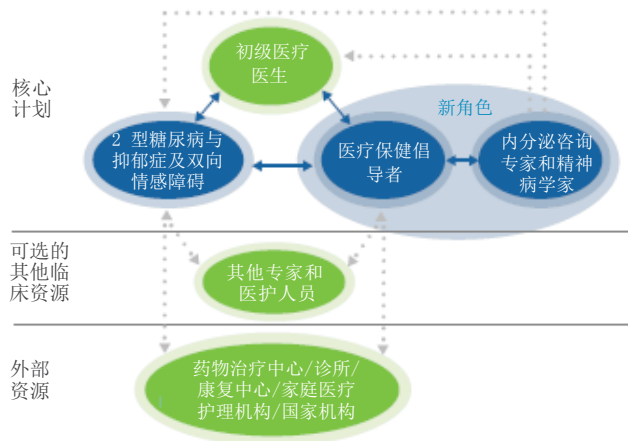 初级医疗
医生
核心
计划
新角色
2 型糖尿病与
抑郁症及双向
情感障碍
医疗保健倡
导者
内分泌咨询
专家和精神
病学家
可选的
其他临
床资源
其他专家和
医护人员
外部
资源
药物治疗中心/诊所/
康复中心/家庭医疗
护理机构/国家机构